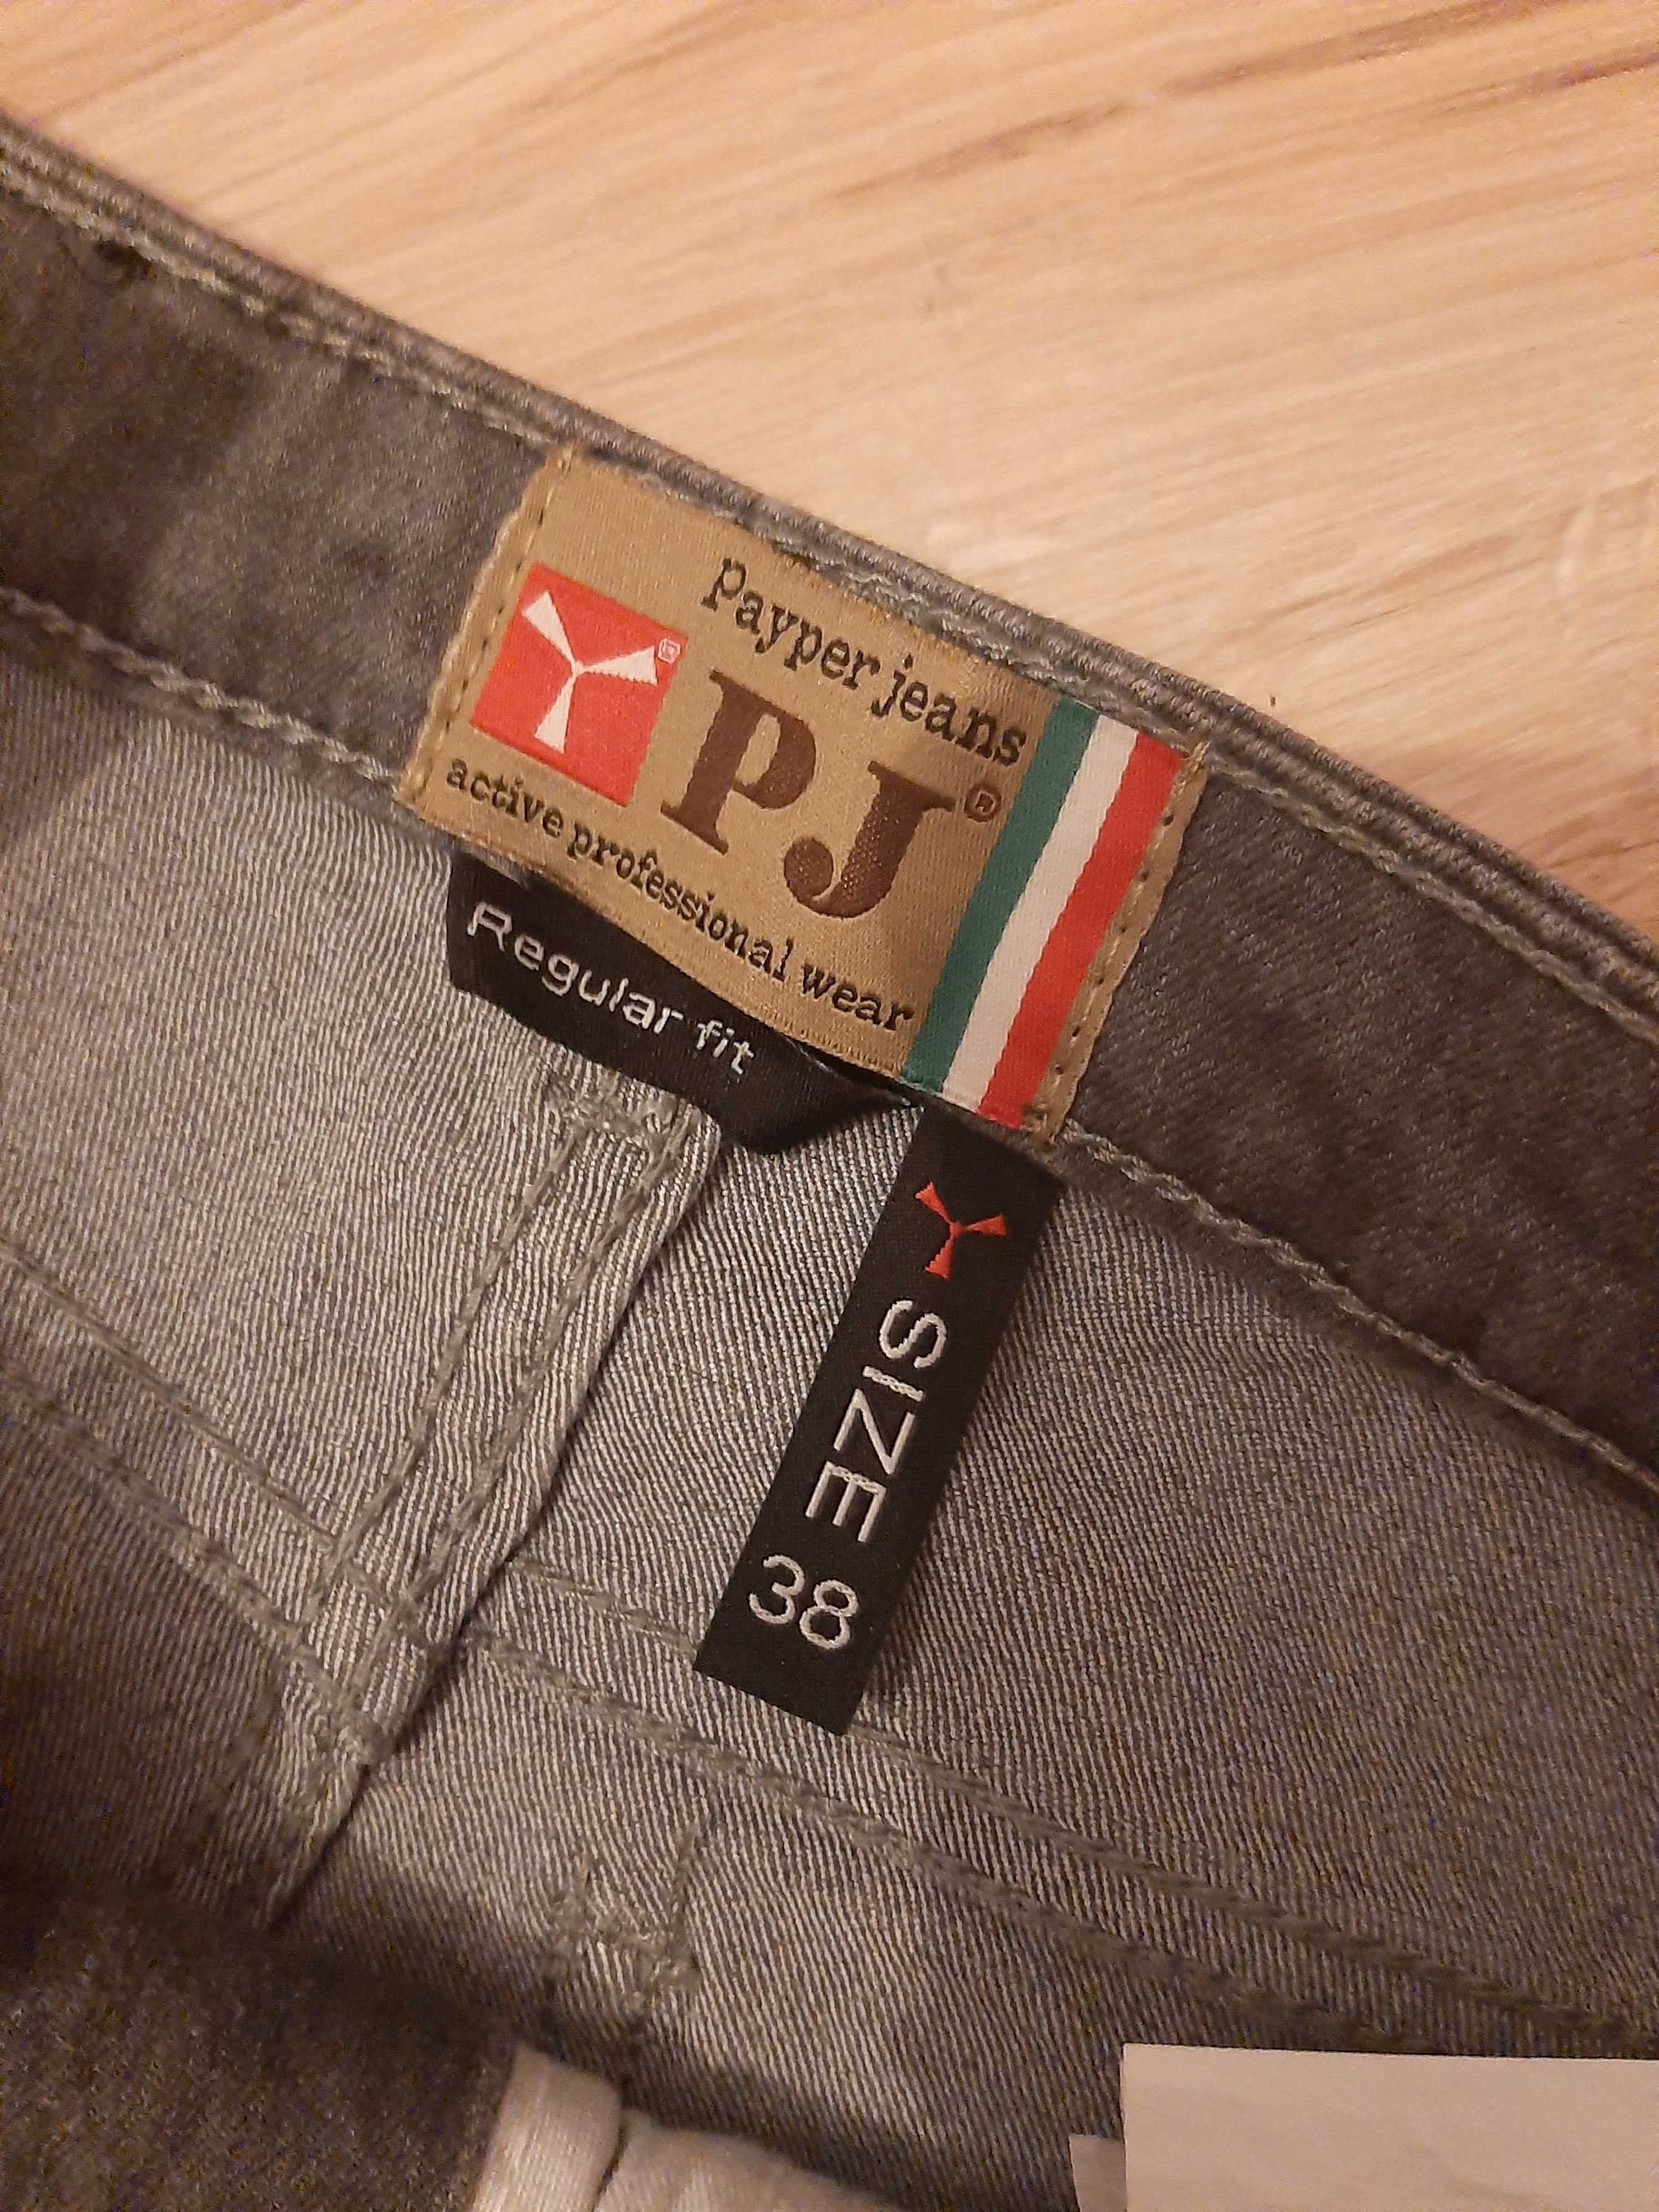 payper jeans
PJ®
active professional wear
Regular fit
SIZE
38